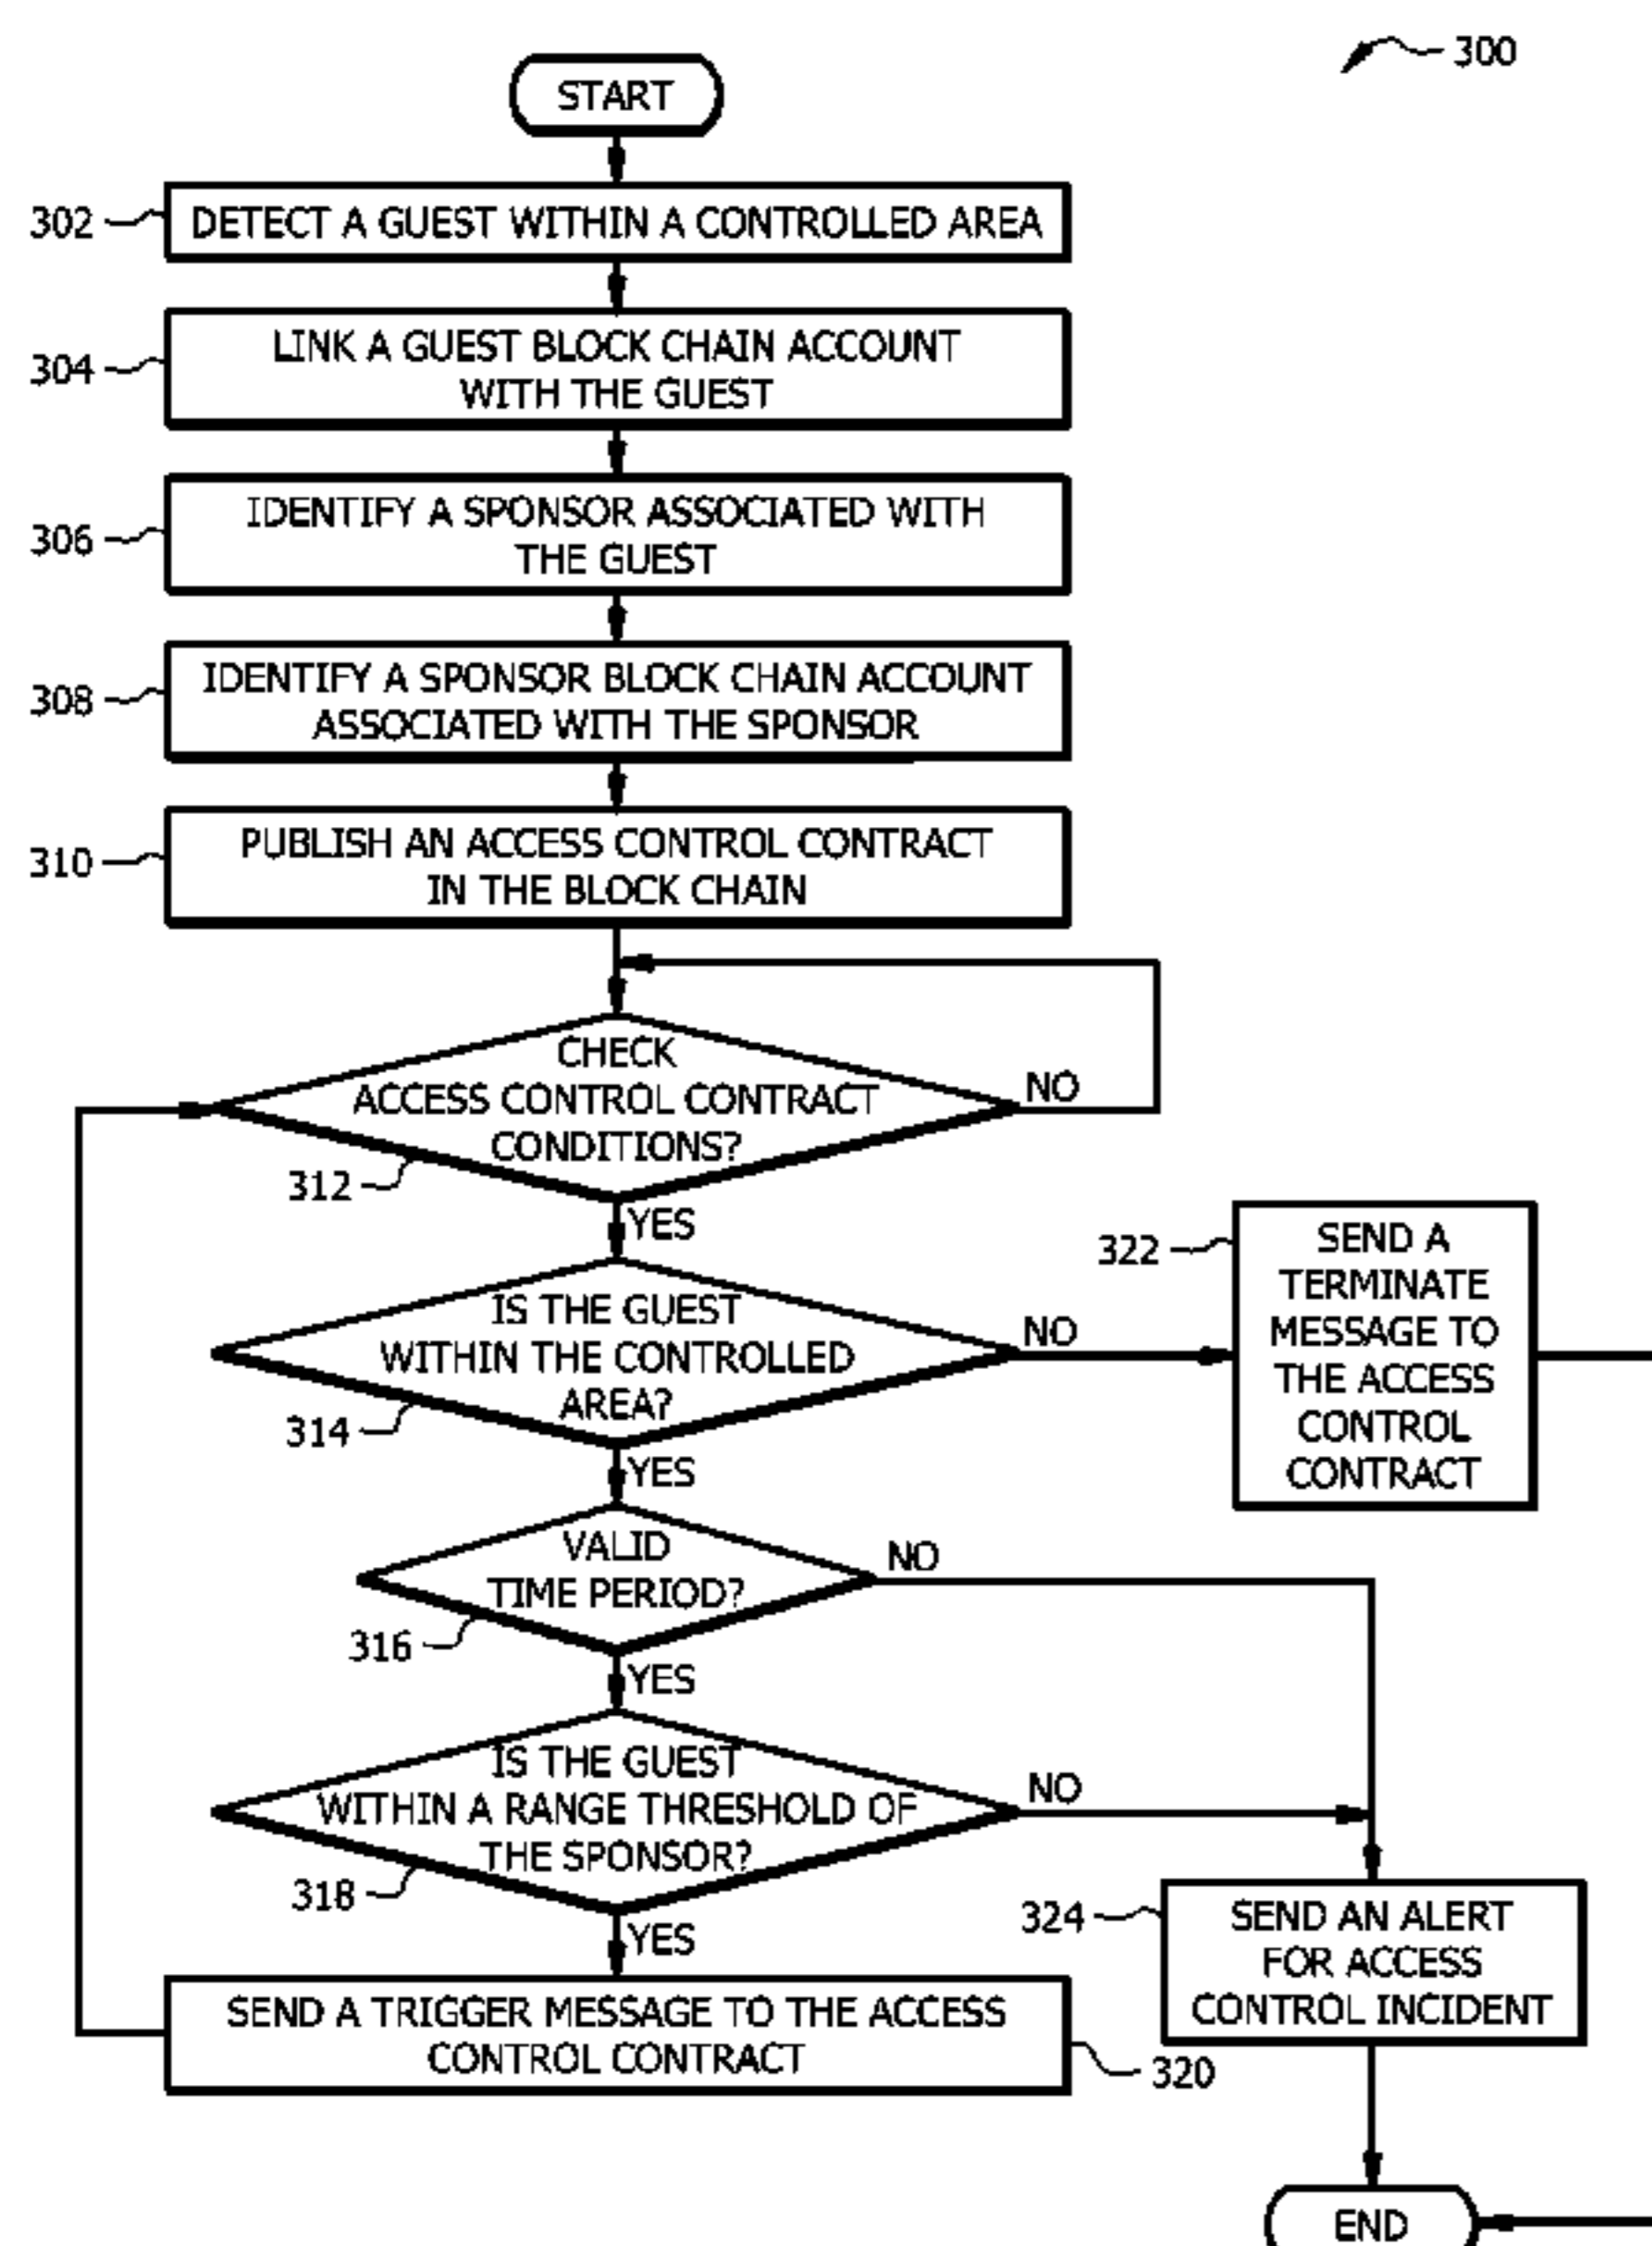 300
START
302
DETECT A GUEST WITHIN A CONTROLLED AREA
304
LINK A GUEST BLOCK CHAIN ACCOUNT
WITH THE GUEST
306
IDENTIFY A SPONSOR ASSOCIATED WITH
THE GUEST
308
IDENTIFY A SPONSOR BLOCK CHAIN ACCOUNT
ASSOCIATED WITH THE SPONSOR
310
PUBLISH AN ACCESS CONTROL CONTRACT
IN THE BLOCK CHAIN
CHECK
ACCESS CONTROL CONTRACT
CONDITIONS?
NO
312
YES
IS THE GUEST
WITHIN THE CONTROLLED
AREA?
NO
314
322
SEND A
TERMINATE
MESSAGE TO
THE ACCESS
CONTROL
CONTRACT
YES
VALID
TIME PERIOD?
NO
316
YES
IS THE GUEST
WITHIN A RANGE THRESHOLD OF
THE SPONSOR?
NO
318
YES
324
SEND AN ALERT
FOR ACCESS
CONTROL INCIDENT
SEND A TRIGGER MESSAGE TO THE ACCESS
CONTROL CONTRACT
320
END